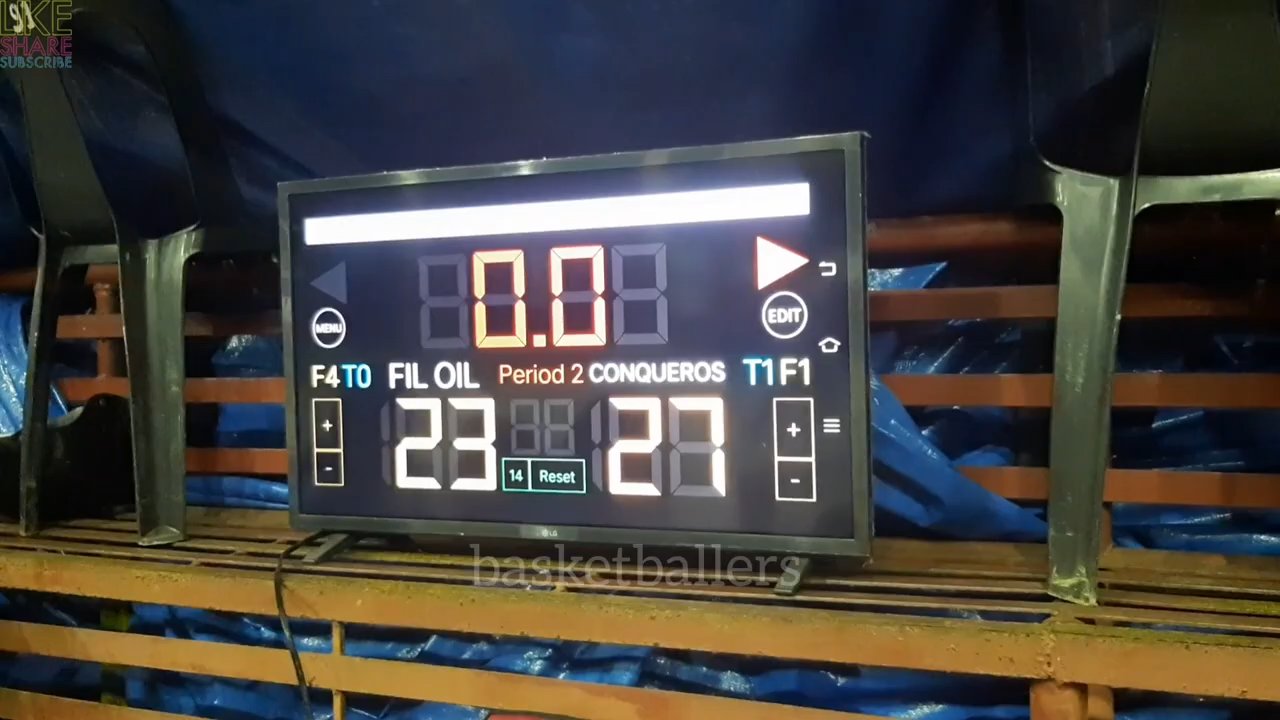 LIKE
SHARE
SUBSCRIBE
0.0
MENU
EDIT
F4 T0 FIL OIL Period 2 CONQUEROS T1 F1
+ +
23 27
14 Reset
- -
LG
basketballers